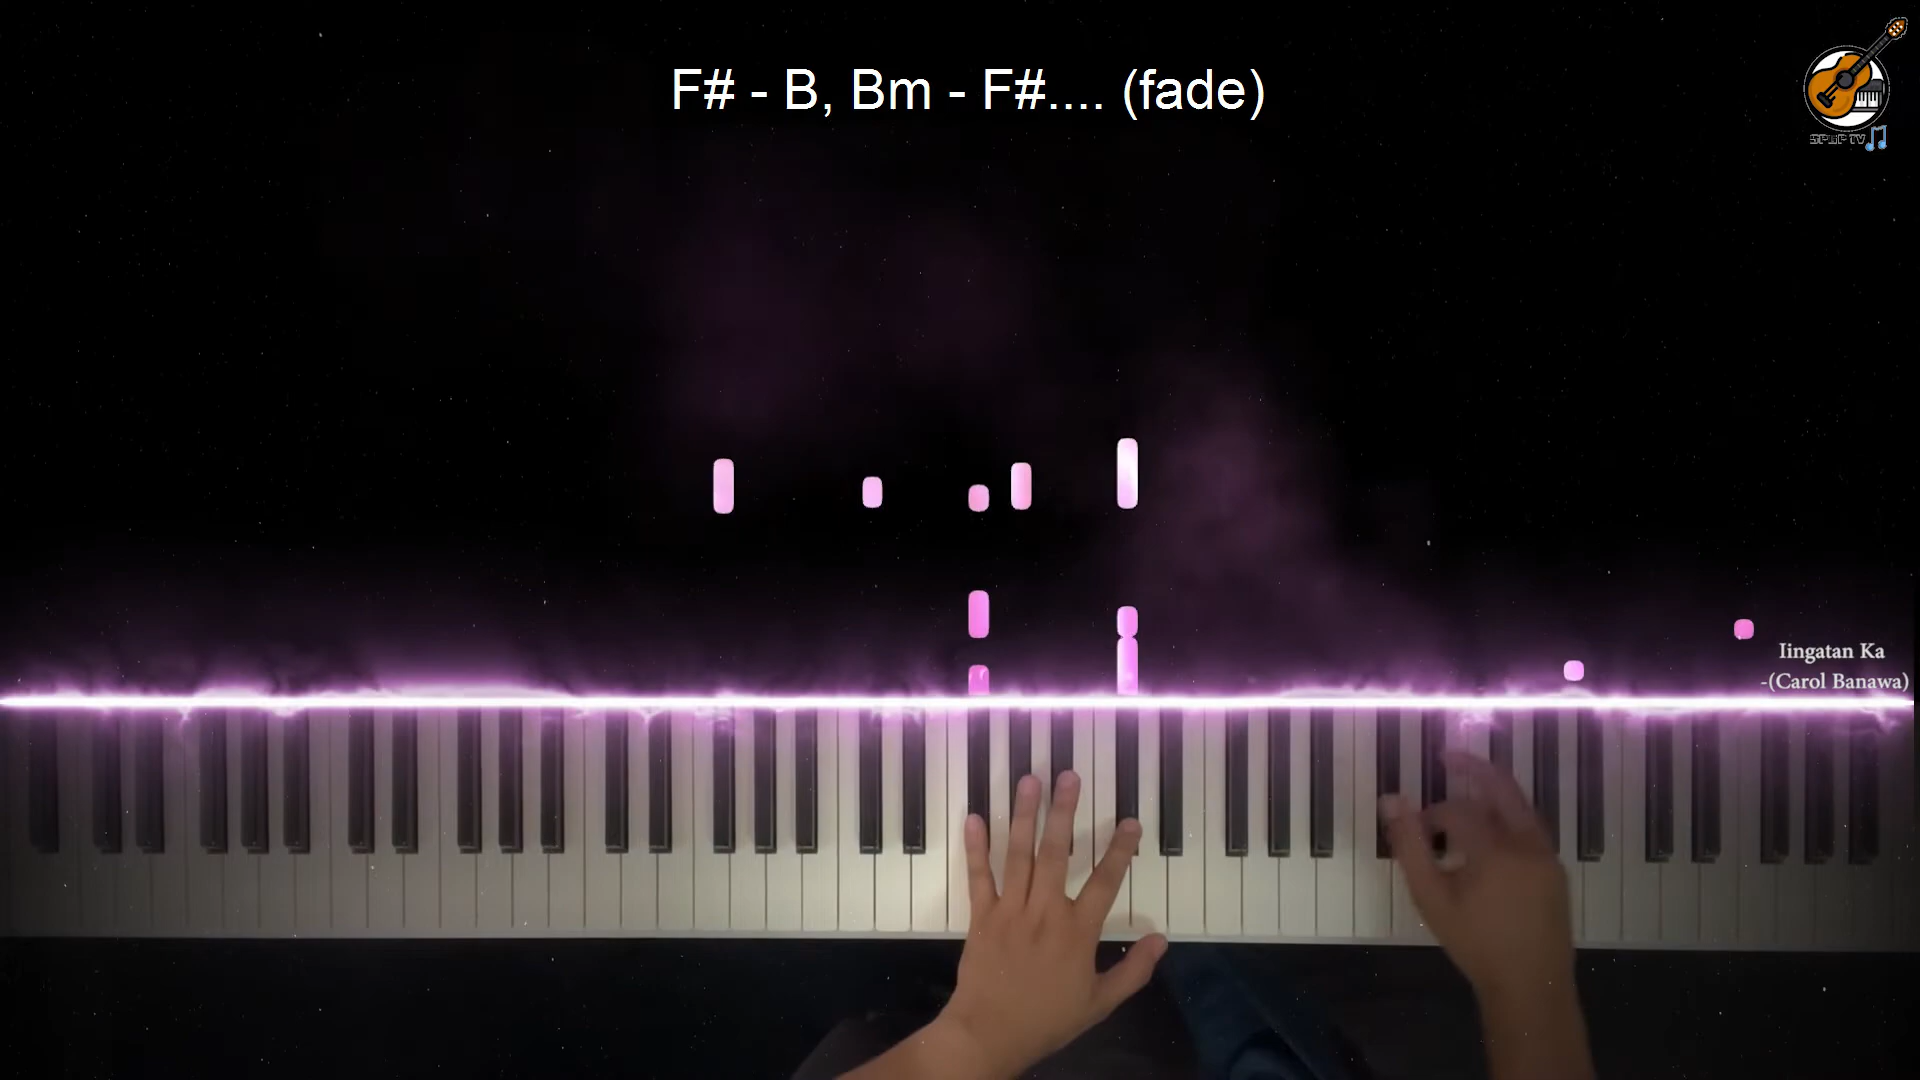 F# - B, Bm - F#.... (fade)
Iingatan Ka
-(Carol Banawa)